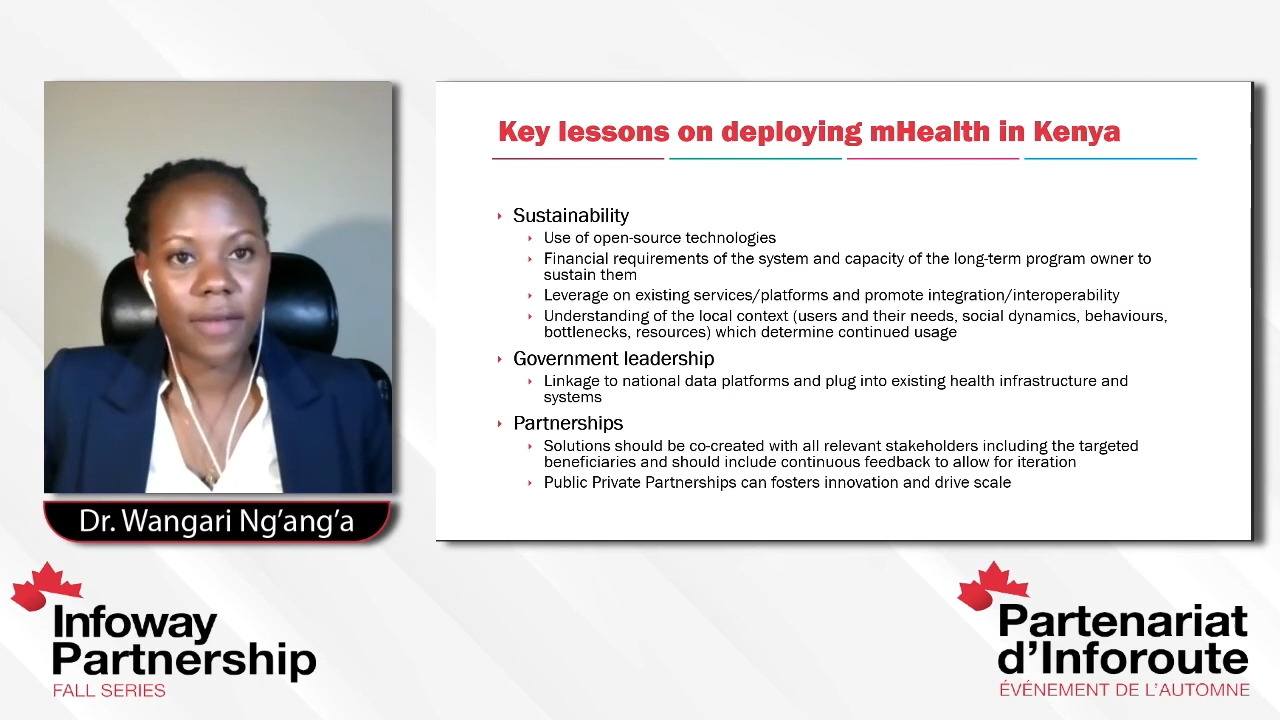 Key lessons on deploying mHealth in Kenya
Sustainability
Use of open-source technologies
Financial requirements of the system and capacity of the long-term program owner to
sustain them
Leverage on existing services/platforms and promote integration/interoperability
Understanding of the local context (users and their needs, social dynamics, behaviours,
bottlenecks, resources) which determine continued usage
Government leadership
Linkage to national data platforms and plug into existing health infrastructure and
systems
Partnerships
Solutions should be co-created with all relevant stakeholders including the targeted
beneficiaries and should include continuous feedback to allow for iteration
Public Private Partnerships can fosters innovation and drive scale
Dr. Wangari Ng’ang’a
Infoway
Partnership
FALL SERIES
Partenariat
d’Inforoute
ÉVÉNEMENT DE L’AUTOMNE